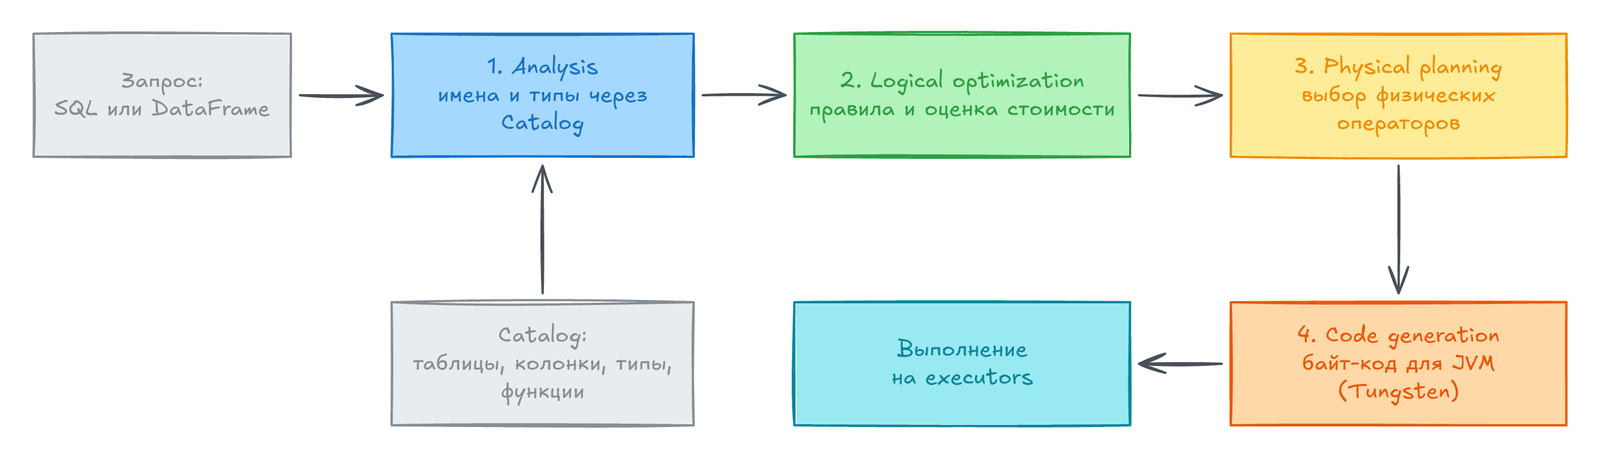 Запрос:
SQL или DataFrame
1. Analysis
имена и типы через
Catalog
2. Logical optimization
правила и оценка стоимости
3. Physical planning
выбор физических
операторов
Catalog:
таблицы, колонки, типы,
функции
Выполнение
на executors
4. Code generation
байт-код для JVM
(Tungsten)